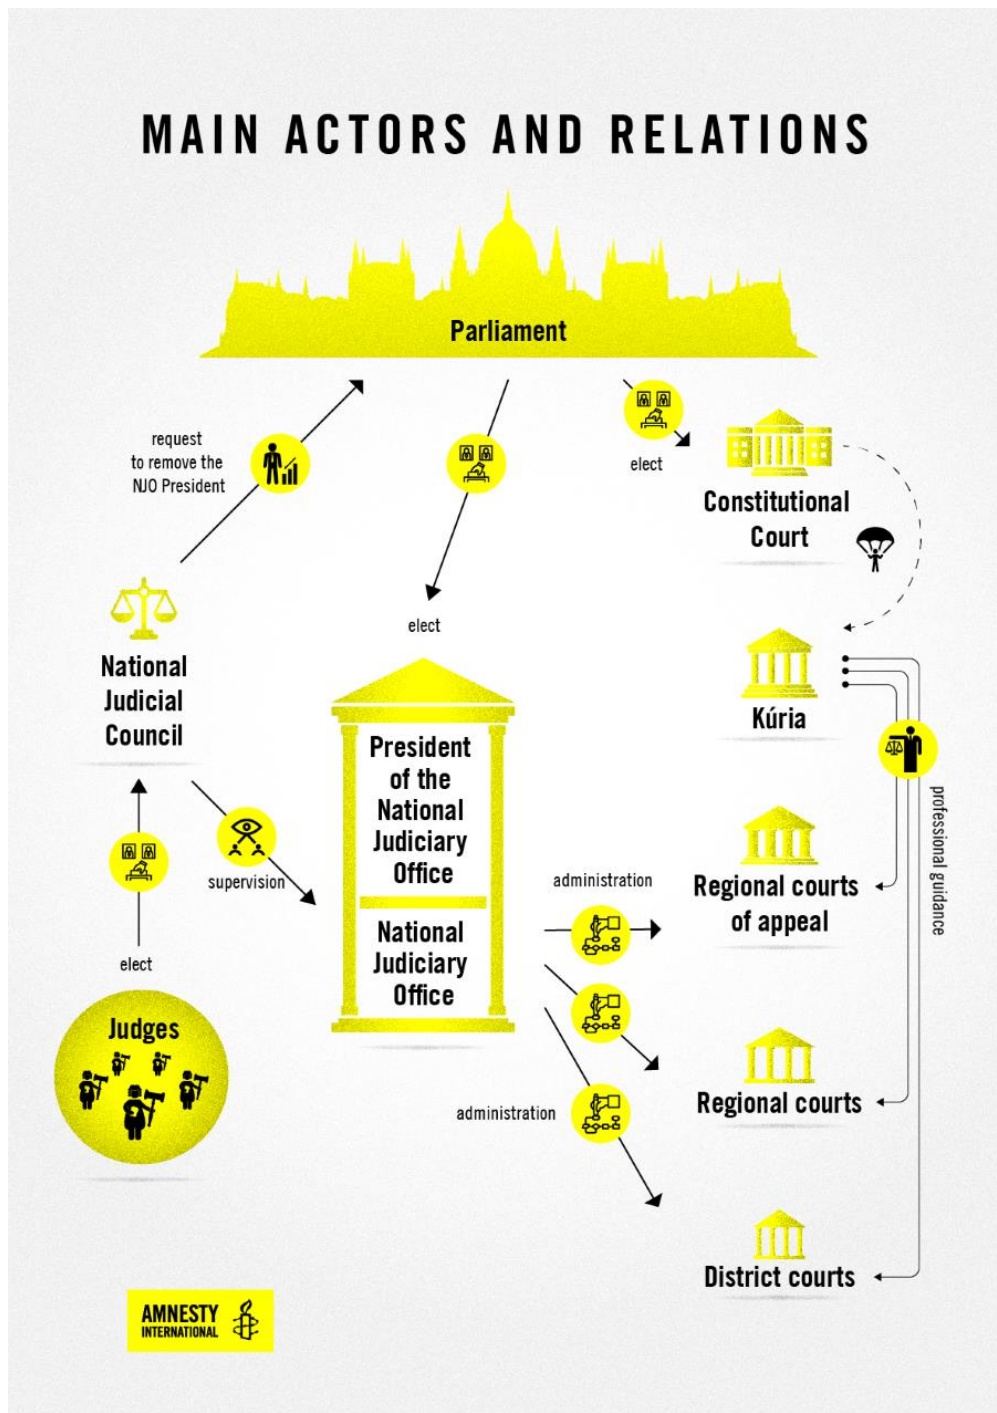 MAIN ACTORS AND RELATIONS
Parliament
request
to remove the
NJO President
elect
Constitutional
Court
elect
National
Judicial
Council
Kúria
President
of the
National
Judiciary
Office
supervision
administration
professional guidance
Regional courts
of appeal
National
Judiciary
Office
elect
Judges
Regional courts
administration
District courts
AMNESTY
INTERNATIONAL